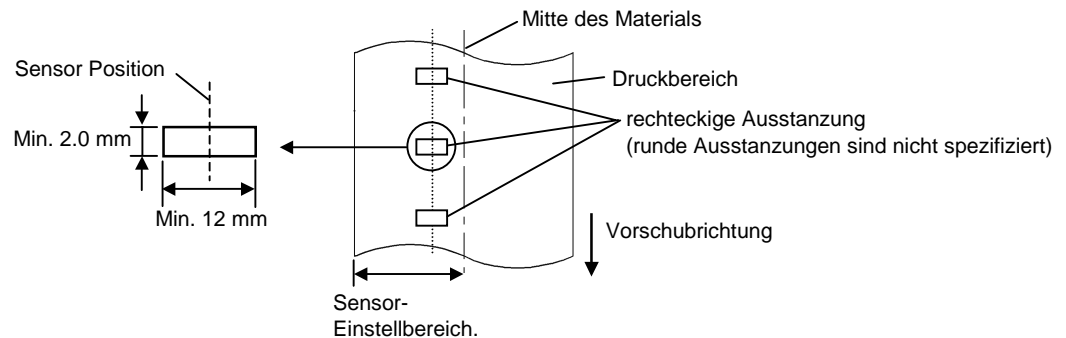 Mitte des Materials
Sensor Position
Druckbereich
Min. 2.0 mm
rechteckige Ausstanzung
(runde Ausstanzungen sind nicht spezifiziert)
Min. 12 mm
Vorschubrichtung
Sensor-
Einstellbereich.